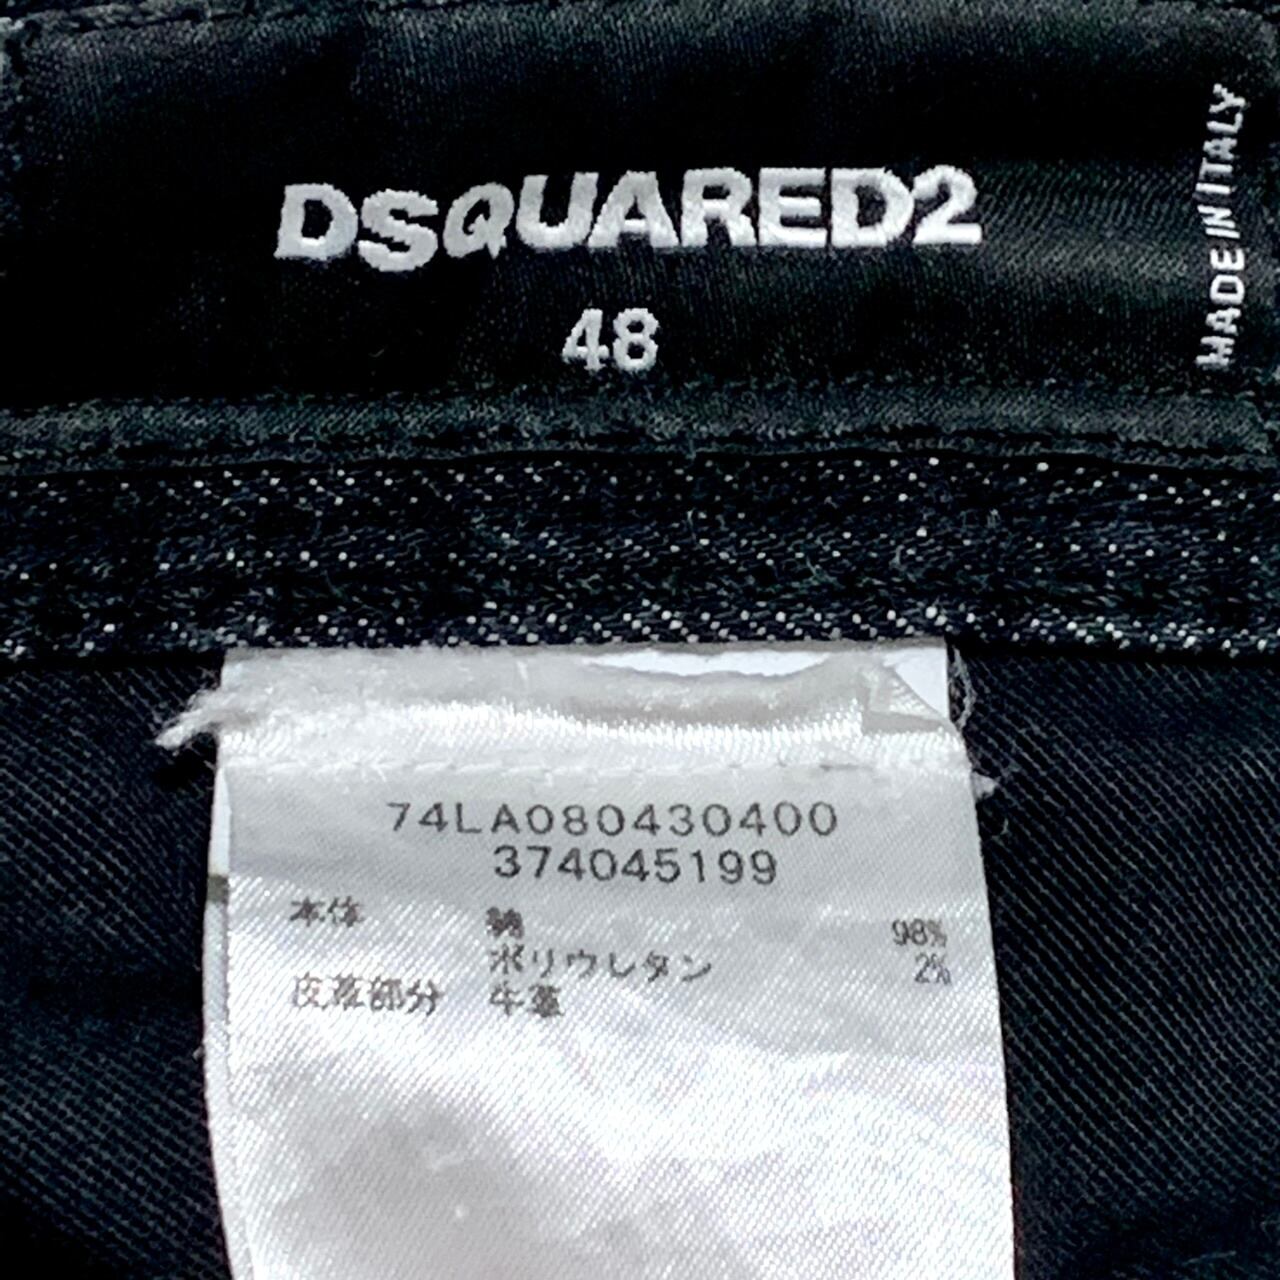 DSQUARED2
48
MADE IN ITALY
74LA080430400
374045199
本体 綿 98%
ポリウレタン 2%
皮革部分 牛革